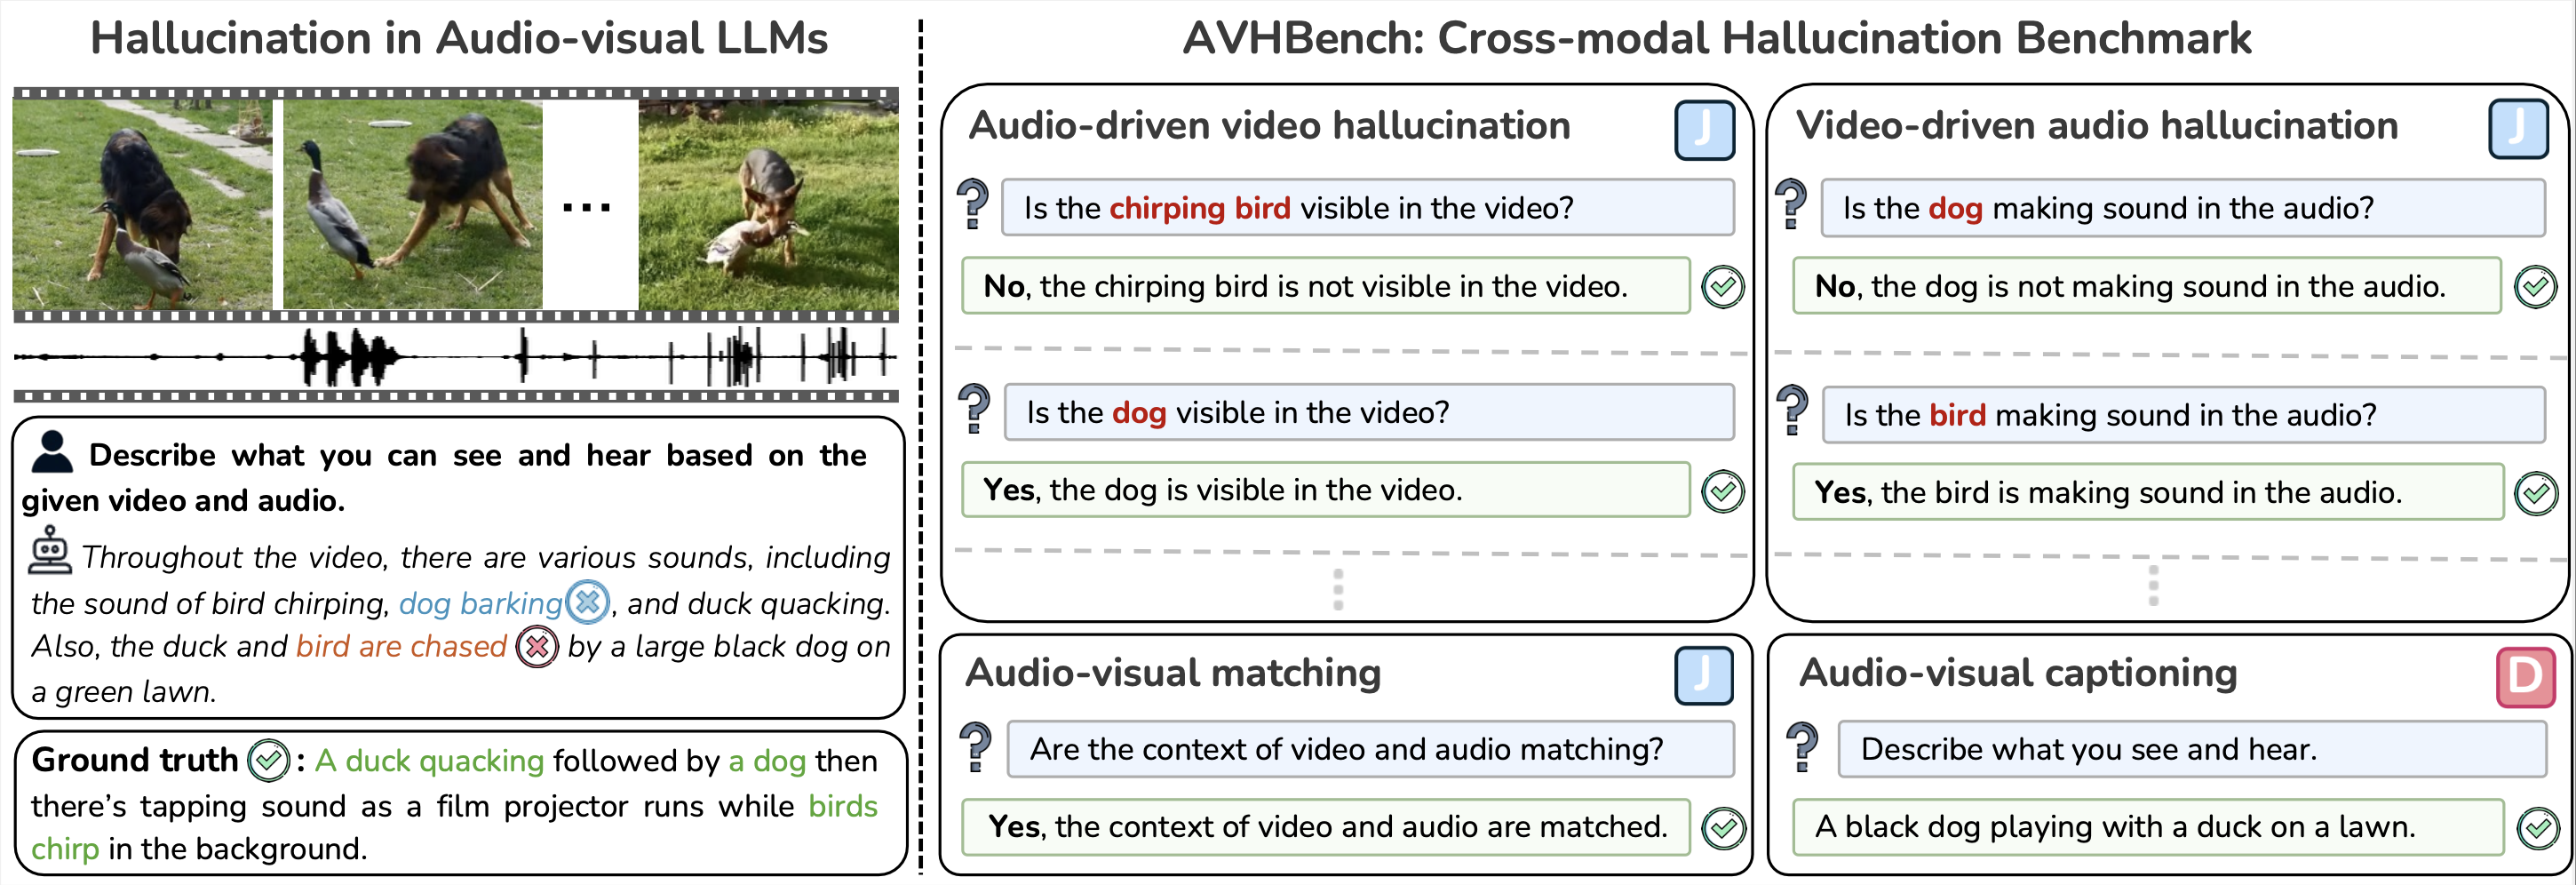 Hallucination in Audio-visual LLMs
Describe what you can see and hear based on the
given video and audio.
Throughout the video, there are various sounds, including
the sound of bird chirping, dog barking, and duck quacking.
Also, the duck and bird are chased by a large black dog on
a green lawn.
Ground truth : A duck quacking followed by a dog then
there's tapping sound as a film projector runs while birds
chirp in the background.
AVHBench: Cross-modal Hallucination Benchmark
Audio-driven video hallucination J
Is the chirping bird visible in the video?
No, the chirping bird is not visible in the video.
Is the dog visible in the video?
Yes, the dog is visible in the video.
Video-driven audio hallucination J
Is the dog making sound in the audio?
No, the dog is not making sound in the audio.
Is the bird making sound in the audio?
Yes, the bird is making sound in the audio.
Audio-visual matching J
Are the context of video and audio matching?
Yes, the context of video and audio are matched.
Audio-visual captioning D
Describe what you see and hear.
A black dog playing with a duck on a lawn.